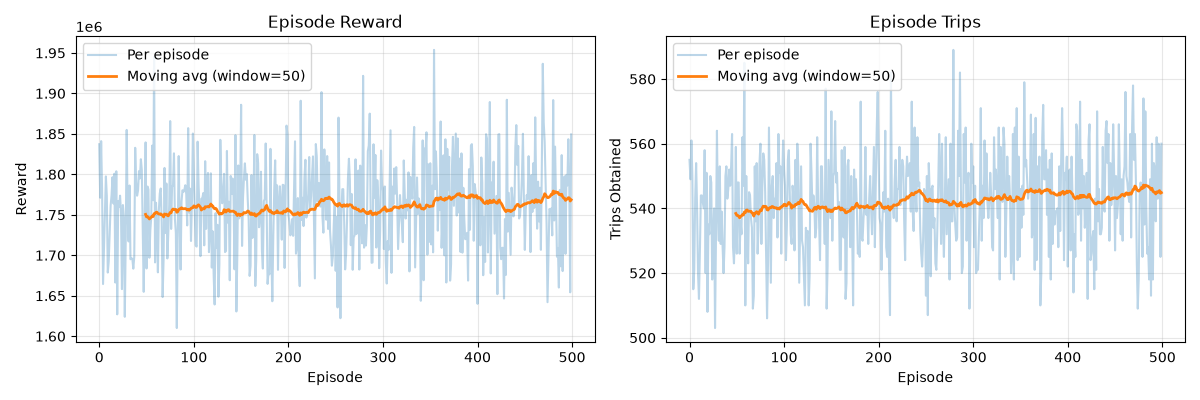 Episode Reward
1e6
1.95
1.90
1.85
1.80
1.75
1.70
1.65
1.60
Reward
Per episode
Moving avg (window=50)
0
100
200
300
400
500
Episode
Episode Trips
580
560
540
520
500
Trips Obtained
Per episode
Moving avg (window=50)
0
100
200
300
400
500
Episode